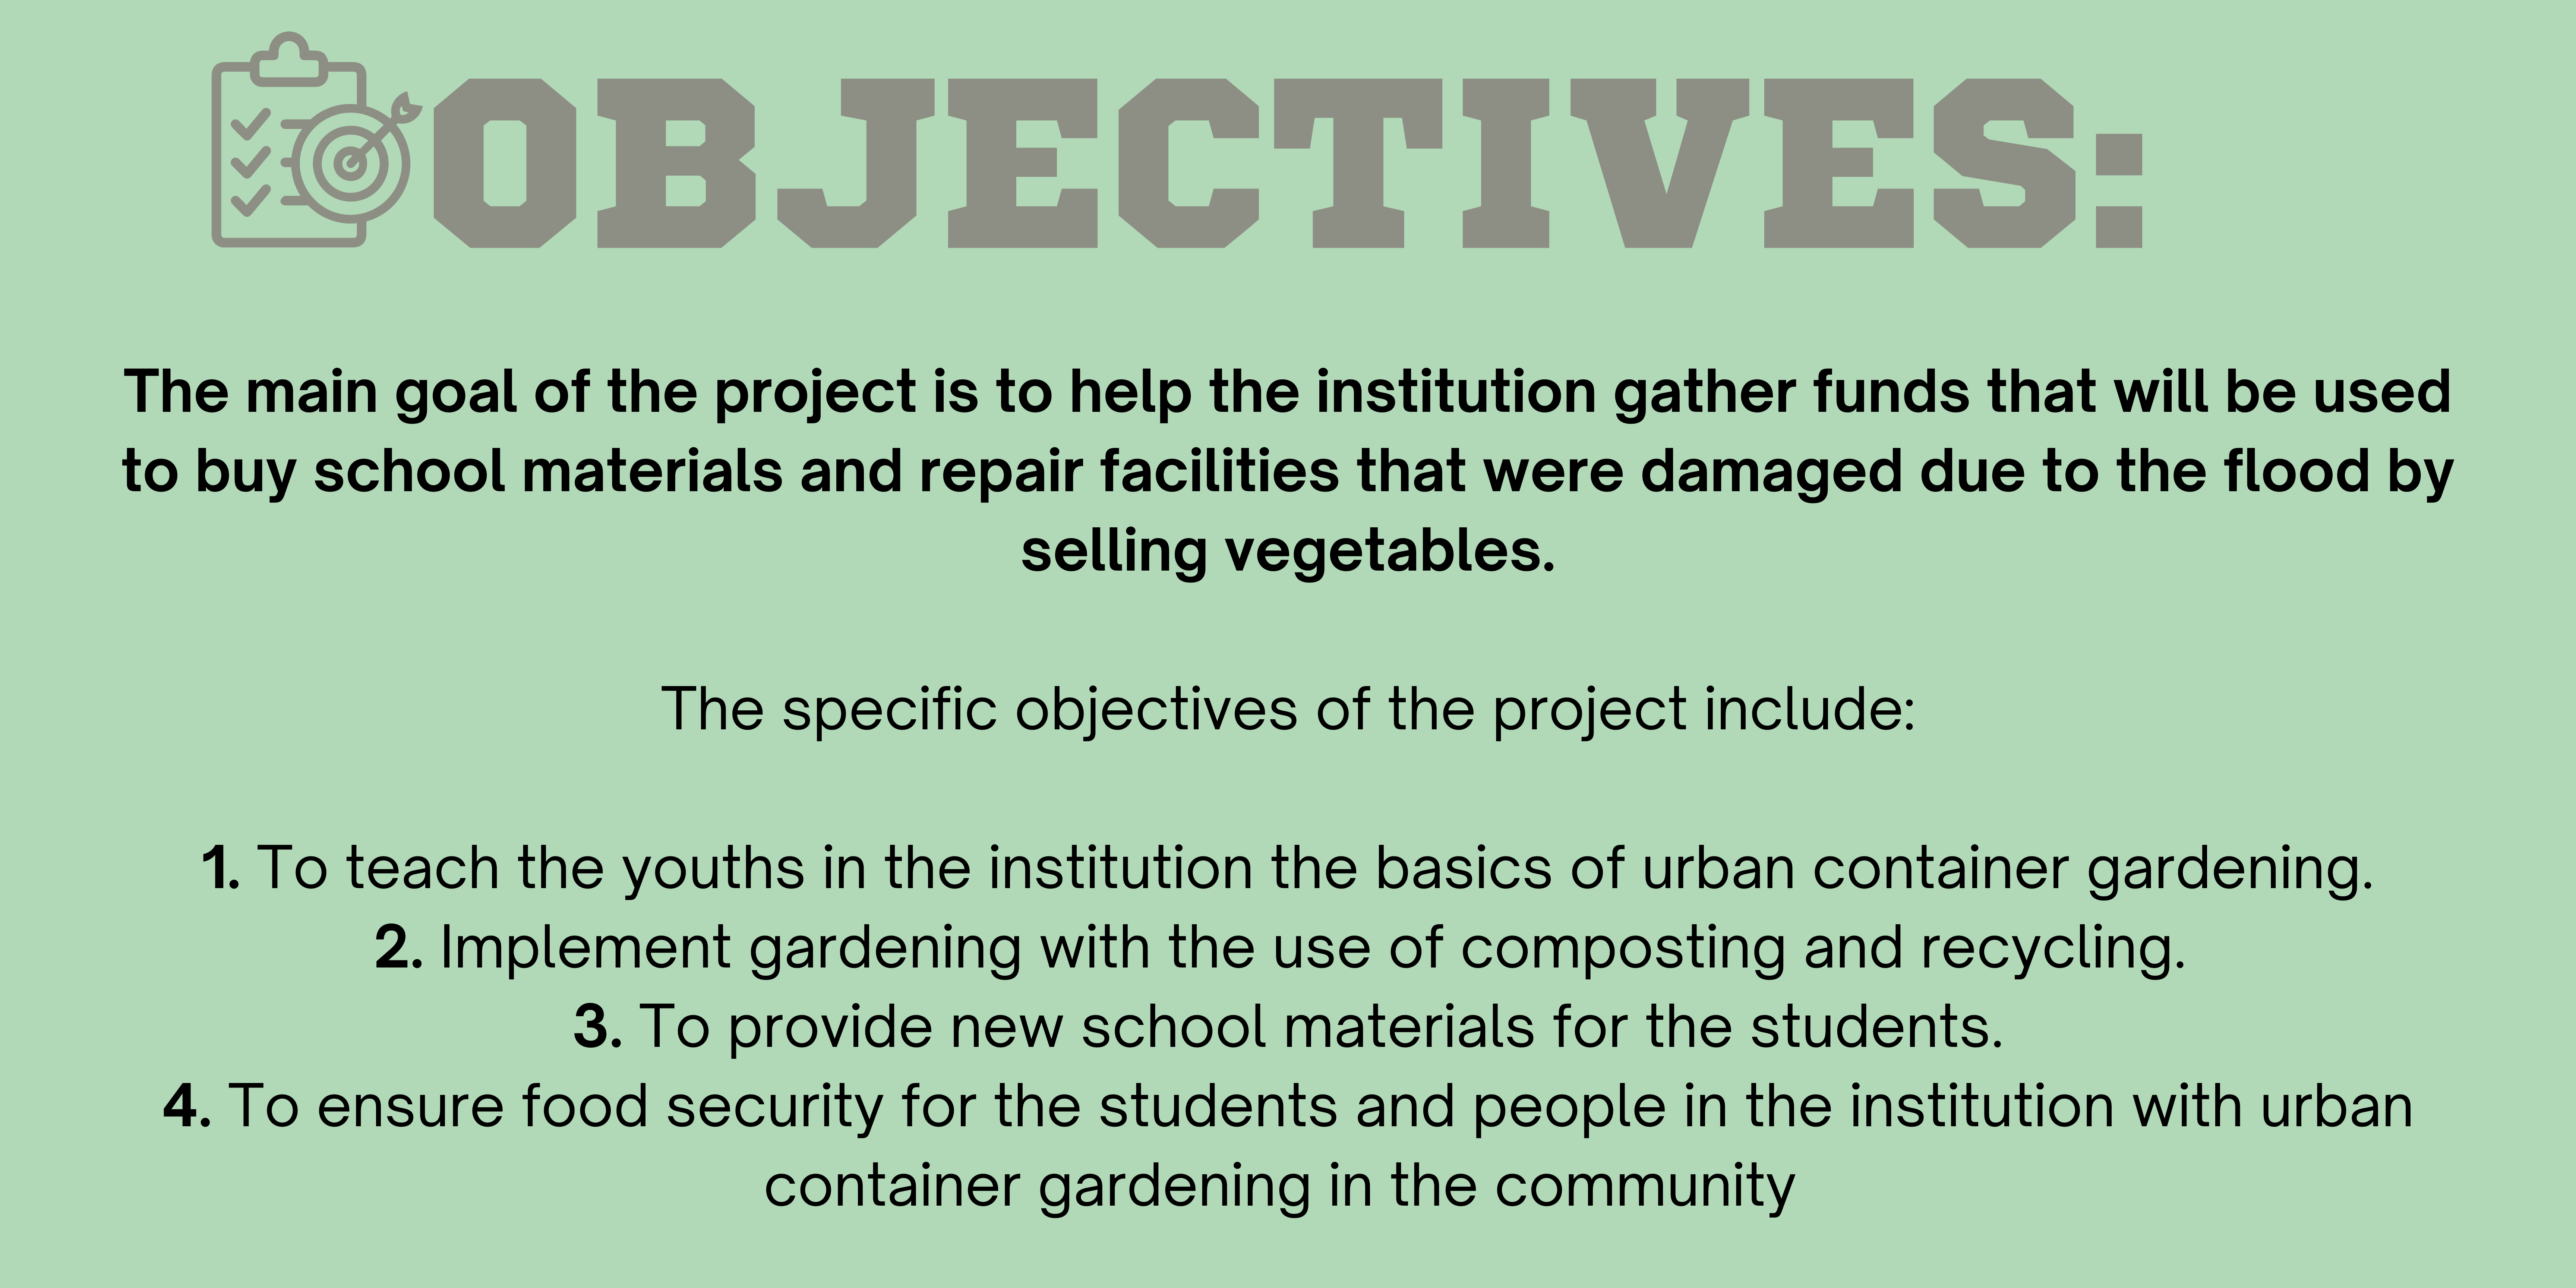 OBJECTIVES:
The main goal of the project is to help the institution gather funds that will be used
to buy school materials and repair facilities that were damaged due to the flood by
selling vegetables.
The specific objectives of the project include:
1. To teach the youths in the institution the basics of urban container gardening.
2. Implement gardening with the use of composting and recycling.
3. To provide new school materials for the students.
4. To ensure food security for the students and people in the institution with urban
container gardening in the community